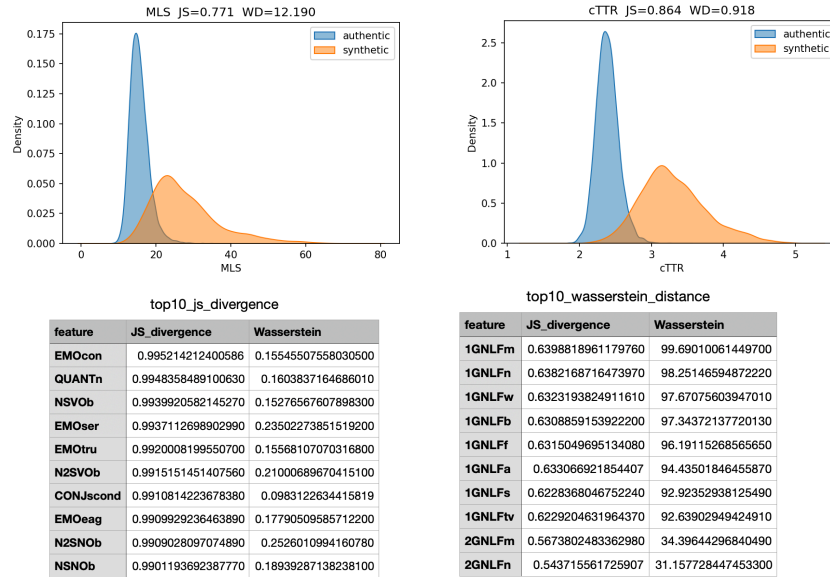 MLS JS=0.771 WD=12.190
authentic
synthetic
0.175
0.150
0.125
0.100
0.075
0.050
0.025
0.000
Density
0 20 40 60 80
MLS
cTTR JS=0.864 WD=0.918
authentic
synthetic
2.5
2.0
1.5
1.0
0.5
0.0
Density
1 2 3 4 5
cTTR
top10_js_divergence
feature JS_divergence Wasserstein
EMOcon 0.995214212400586 0.15545507558030500
QUANTn 0.9948358489100630 0.1603837164686010
NSVOb 0.9939920582145270 0.15276567607898300
EMOser 0.9937112698902990 0.23502273851519200
EMOtru 0.9920008199550700 0.15568107070316800
N2SVOb 0.9915151451407560 0.21000689670415100
CONJscond 0.9910814223678380 0.0983122634415819
EMOeag 0.9909929236463890 0.17790509585712200
N2SNOb 0.9909028097074890 0.2526010994160780
NSNOb 0.9901193692387770 0.18939287138238100
top10_wasserstein_distance
feature JS_divergence Wasserstein
1GNLFm 0.6398818961179760 99.69010061449700
1GNLFn 0.6382168716473970 98.25146594872220
1GNLFw 0.6323193824911610 97.67075603947010
1GNLFb 0.6308859153922200 97.34372137720130
1GNLFf 0.6315049695134080 96.19115268565650
1GNLFa 0.633066921854407 94.43501846455870
1GNLFs 0.6228368046752240 92.92352938125490
1GNLFtv 0.6229204631964370 92.63902949424910
2GNLFm 0.5673802483362980 34.39644296840490
2GNLFn 0.543715561725907 31.157728447453300